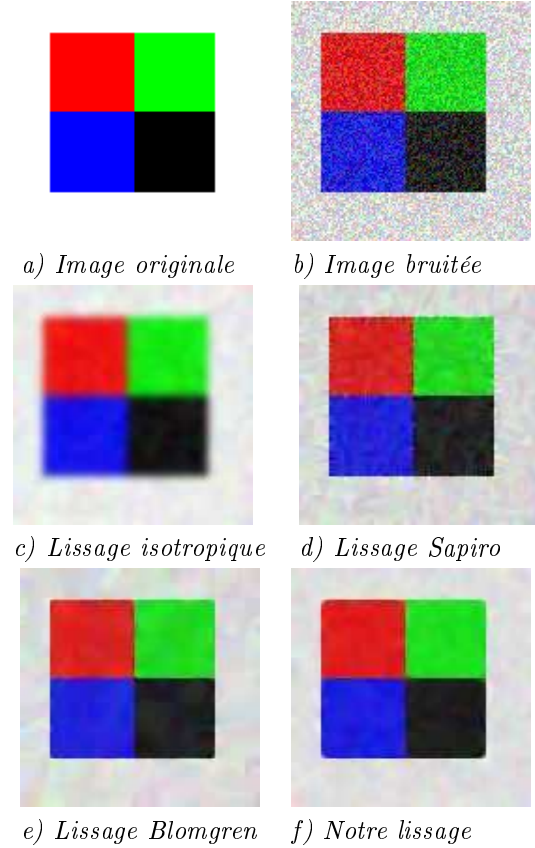 a) Image originale
b) Image bruitée
c) Lissage isotropique
d) Lissage Sapiro
e) Lissage Blomgren
f) Notre lissage